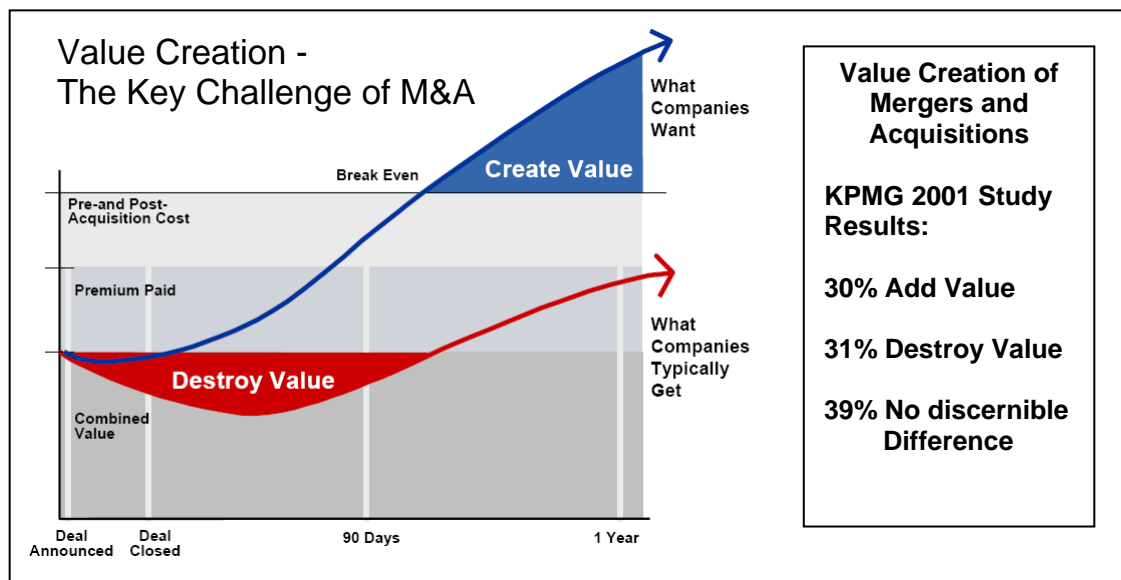 Value Creation -
The Key Challenge of M&A
What
Companies
Want
Break Even
Create Value
Pre-and Post-
Acquisition Cost
Premium Paid
What
Companies
Typically
Get
Destroy Value
Combined
Value
Deal
Announced
Deal
Closed
90 Days
1 Year
Value Creation of
Mergers and
Acquisitions
KPMG 2001 Study
Results:
30% Add Value
31% Destroy Value
39% No discernible
Difference